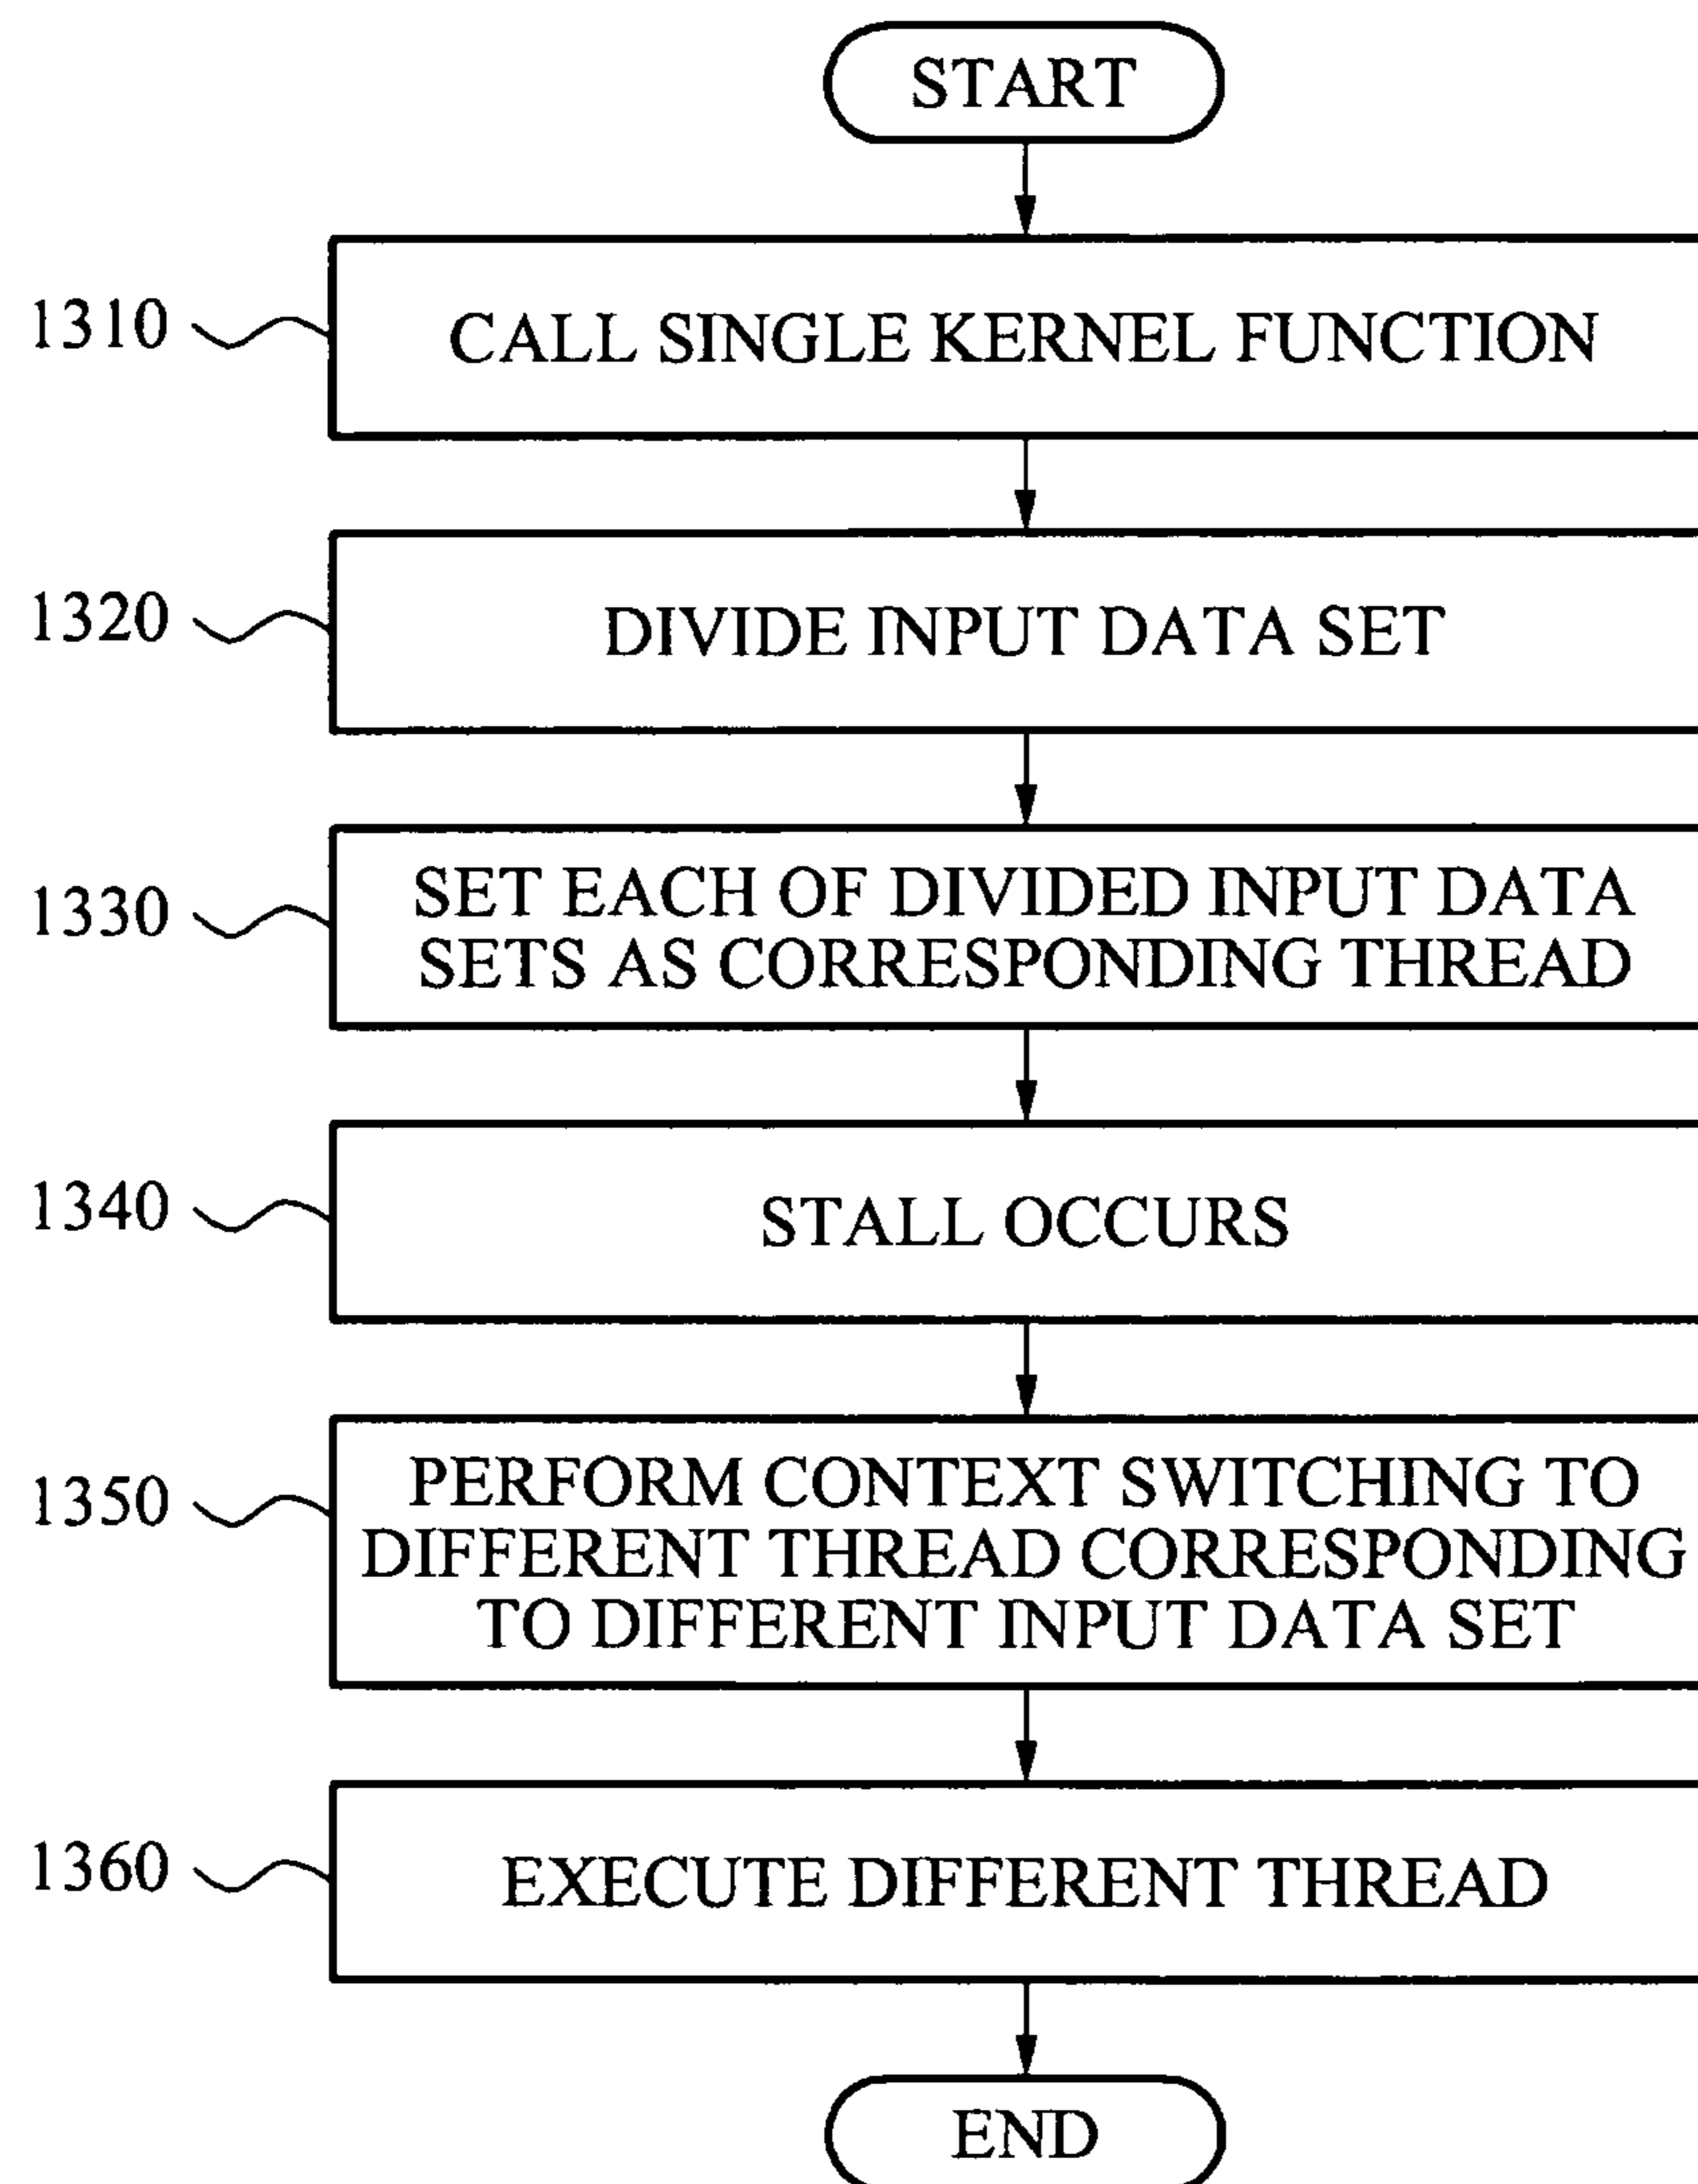 START
1310
CALL SINGLE KERNEL FUNCTION
1320
DIVIDE INPUT DATA SET
1330
SET EACH OF DIVIDED INPUT DATA
SETS AS CORRESPONDING THREAD
1340
STALL OCCURS
1350
PERFORM CONTEXT SWITCHING TO
DIFFERENT THREAD CORRESPONDING
TO DIFFERENT INPUT DATA SET
1360
EXECUTE DIFFERENT THREAD
END